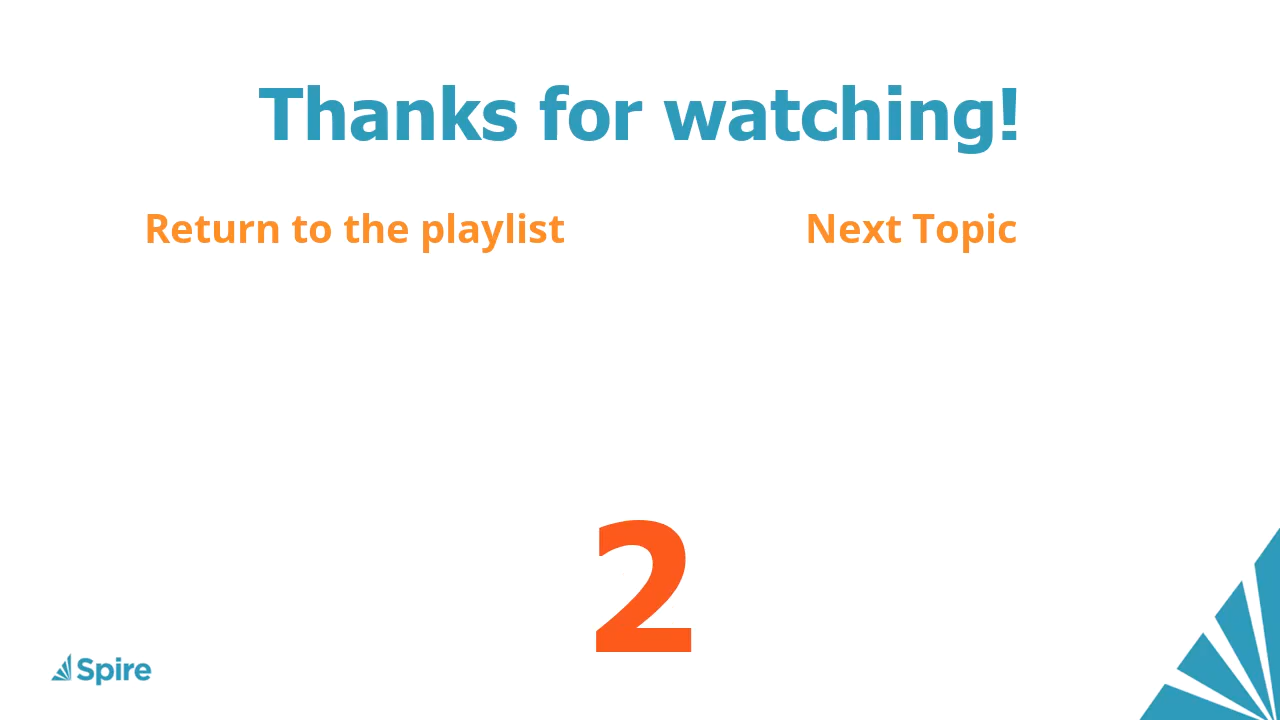 Thanks for watching!
Return to the playlist
Next Topic
2
Spire